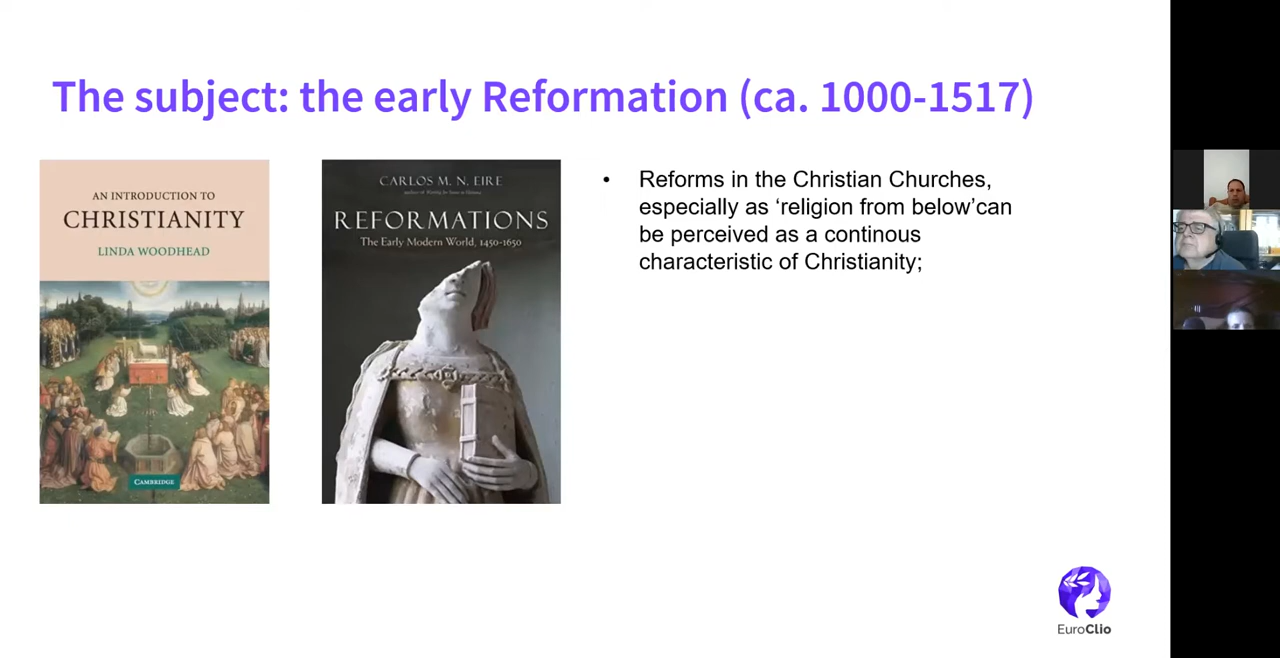 The subject: the early Reformation (ca. 1000-1517)
AN INTRODUCTION TO
CHRISTIANITY
LINDA WOODHEAD
CAMBRIDGE
CARLOS M. N. EIRE
REFORMATIONS
The Early Modern World, 1450-1650
• Reforms in the Christian Churches,
especially as ‘religion from below’can
be perceived as a continous
characteristic of Christianity;
EuroClio